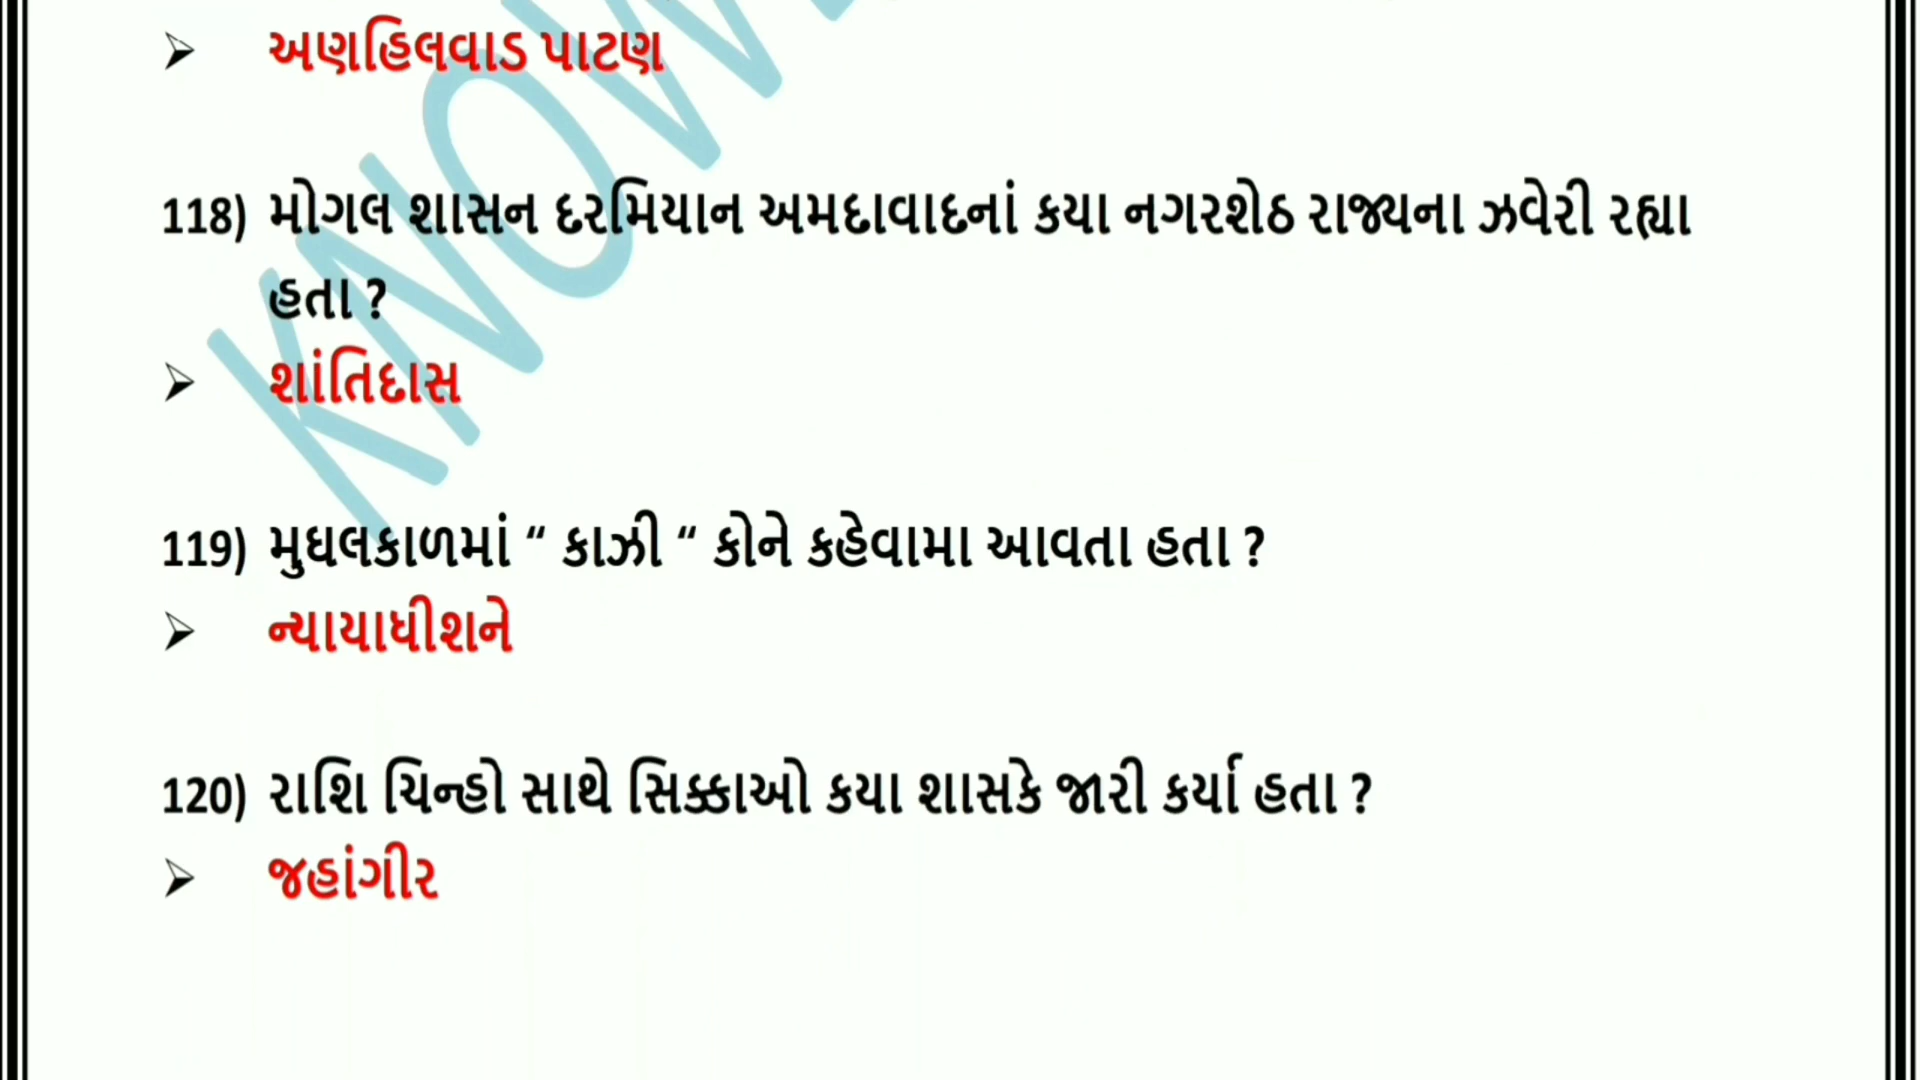 ➢ અણહિલવાડ પાટણ
118) મોગલ શાસન દરમિયાન અમદાવાદનાં કયા નગરશેઠ રાજ્યના ઝવેરી રહ્યા
હતા ?
➢ શાંતિદાસ
119) મુઘલકાળમાં “ કાઝી “ કોને કહેવામા આવતા હતા ?
➢ ન્યાયાધીશને
120) રાશિ ચિન્હો સાથે સિક્કાઓ કયા શાસકે જારી કર્યા હતા ?
➢ જહાંગીર